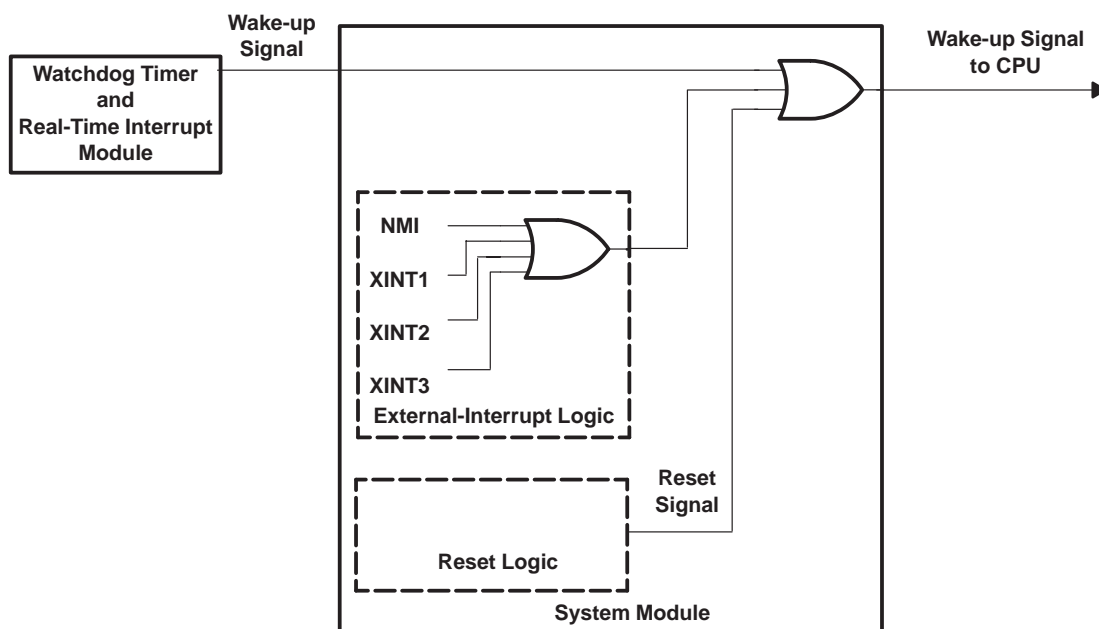 Wake-up
Signal
Wake-up Signal
to CPU
Watchdog Timer
and
Real-Time Interrupt
Module
NMI
XINT1
XINT2
XINT3
External-Interrupt Logic
Reset
Signal
Reset Logic
System Module